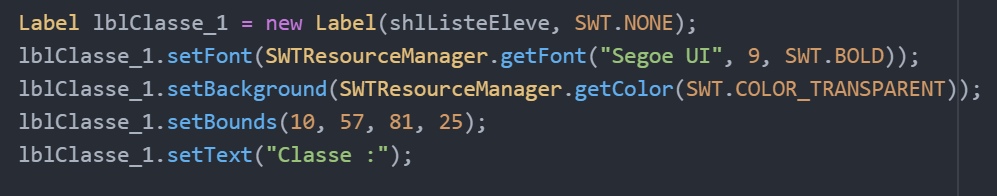 Label lblClasse_1 = new Label(shlListeEleve, SWT.NONE);
lblClasse_1.setFont(SWTResourceManager.getFont("Segoe UI", 9, SWT.BOLD));
lblClasse_1.setBackground(SWTResourceManager.getColor(SWT.COLOR_TRANSPARENT));
lblClasse_1.setBounds(10, 57, 81, 25);
lblClasse_1.setText("Classe :");